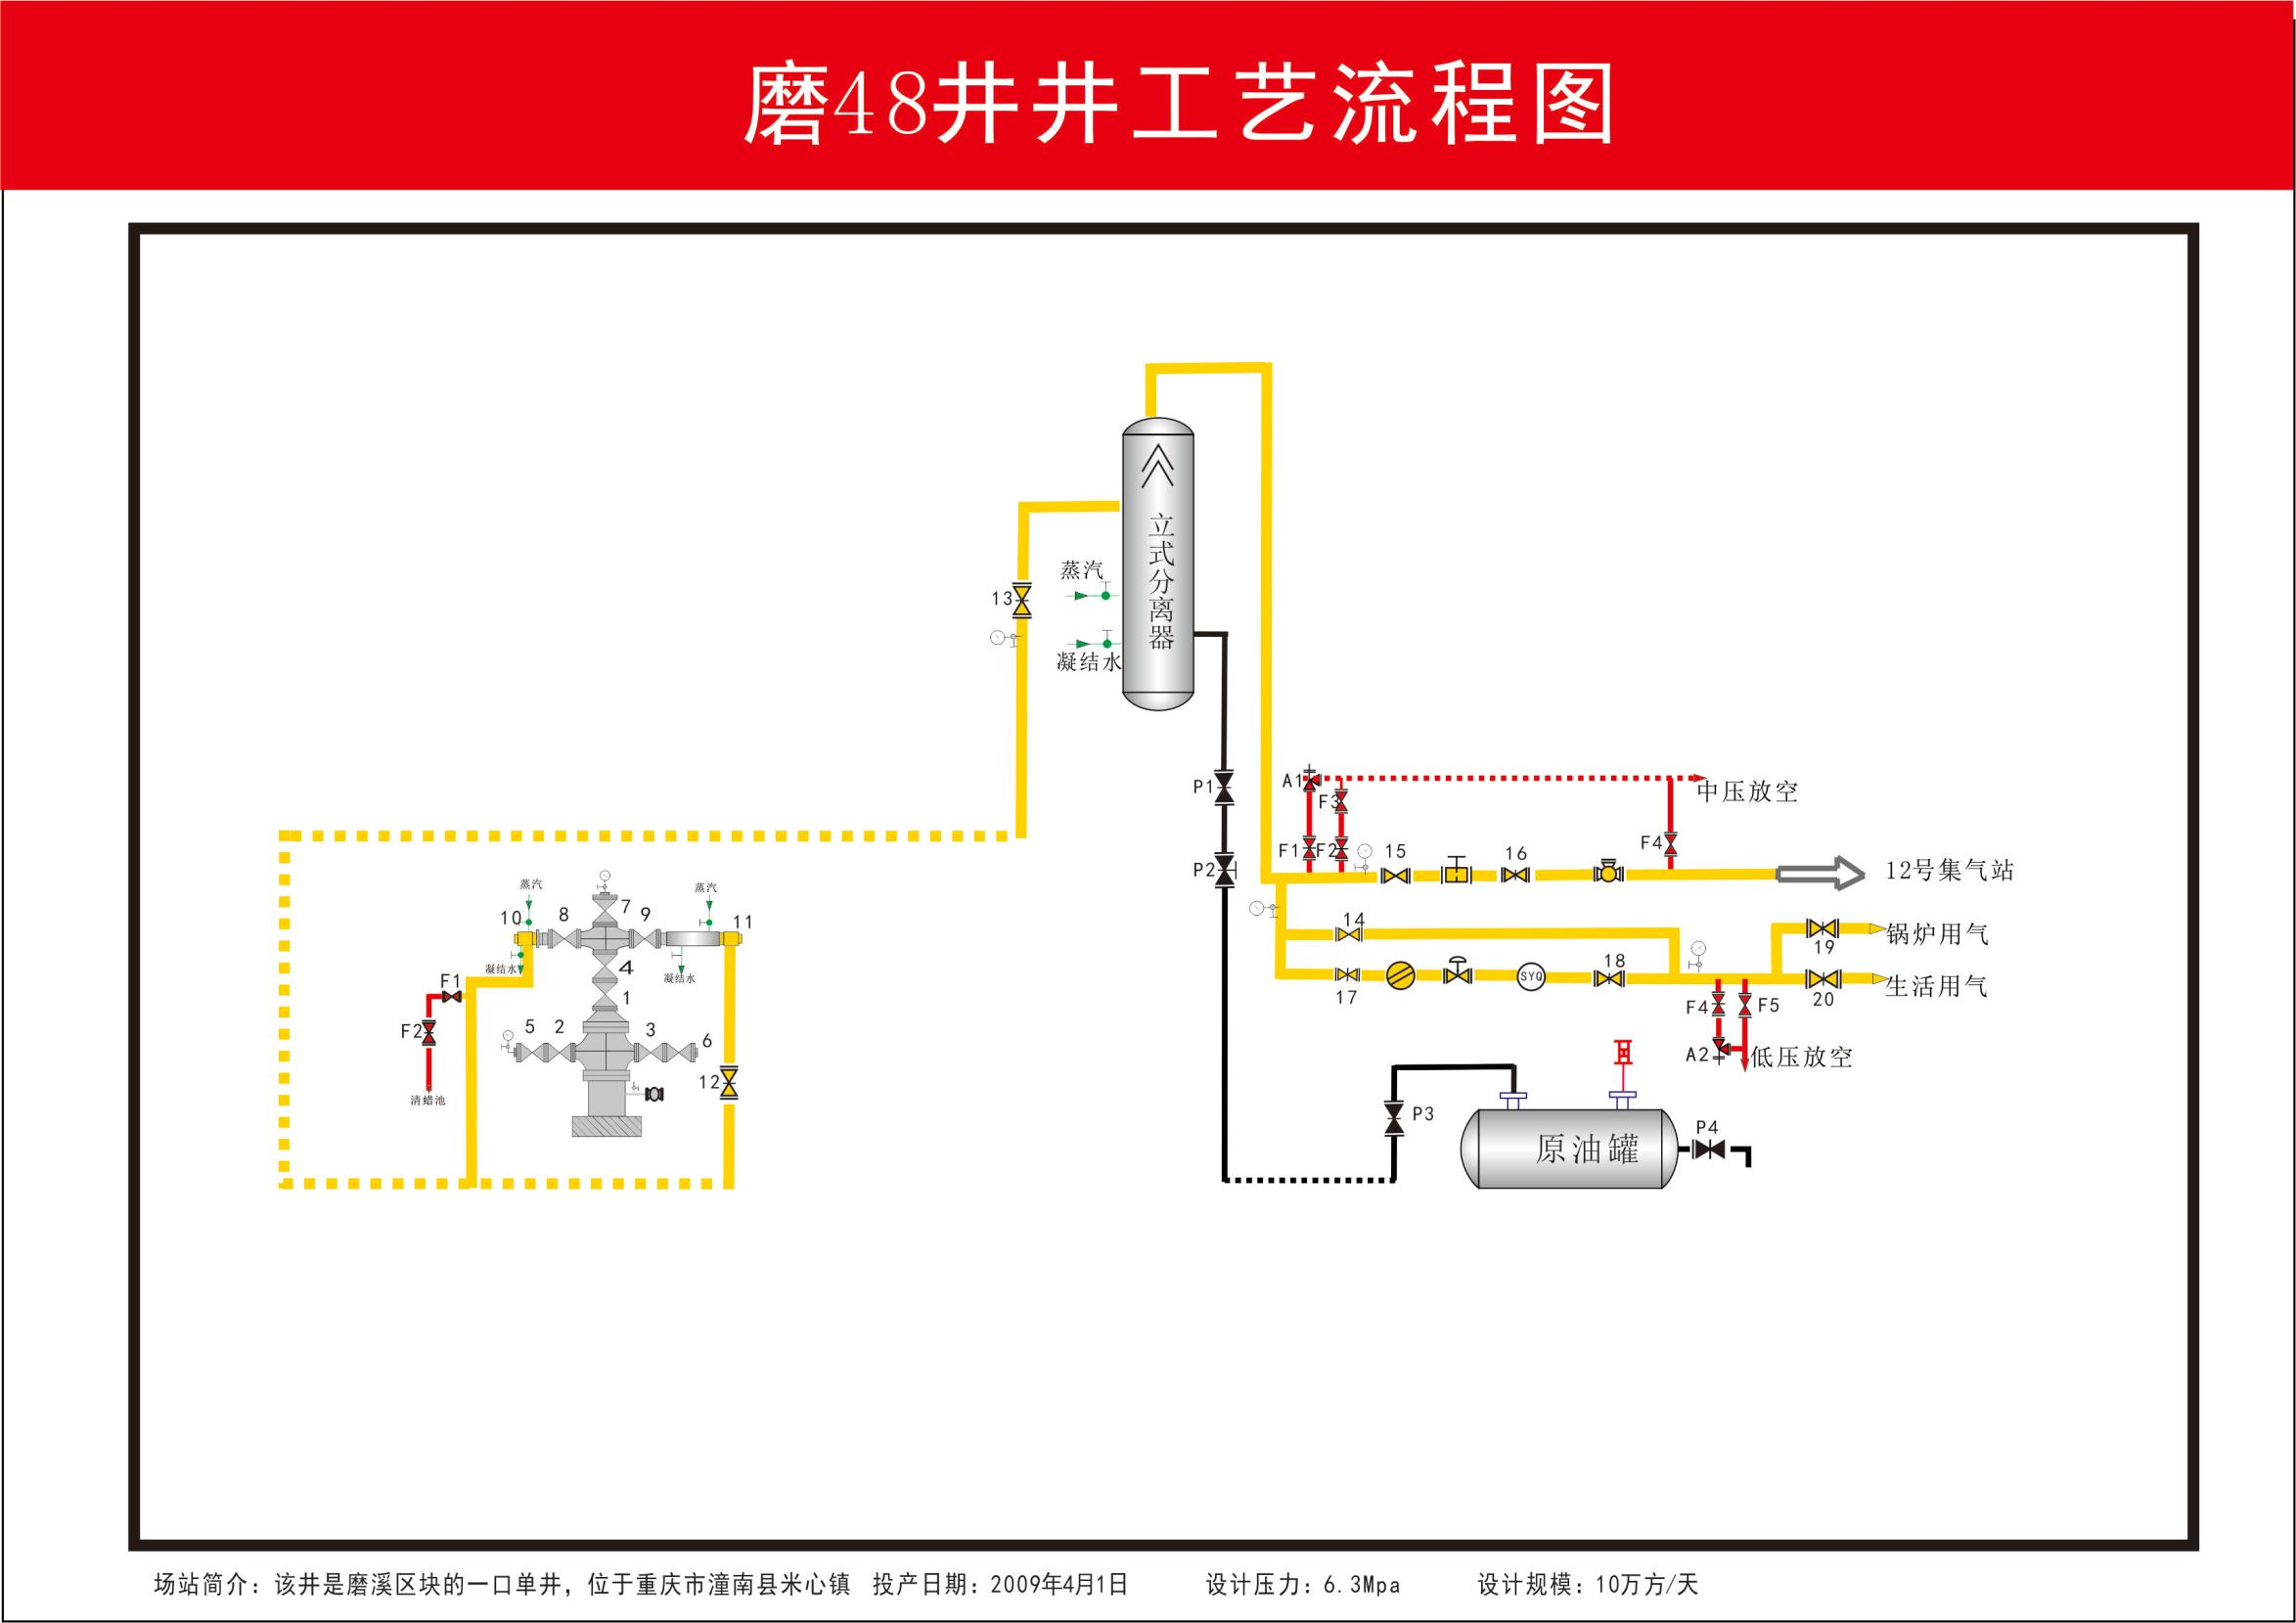 磨48井井工艺流程图
立式分离器
蒸汽
13
凝结水
P1
A1
中压放空
F3
F1
F2
15
16
F4
P2
12号集气站
蒸汽
蒸汽
10
8
7
9
11
14
锅炉用气
19
凝结水
4
凝结水
F1
1
17
SYQ
18
20
生活用气
F4
F5
F2
5
2
3
6
A2
低压放空
12
清蜡池
P3
P4
原油罐
场站简介：该井是磨溪区块的一口单井，位于重庆市潼南县米心镇 投产日期：2009年4月1日 设计压力：6.3Mpa 设计规模：10万方/天